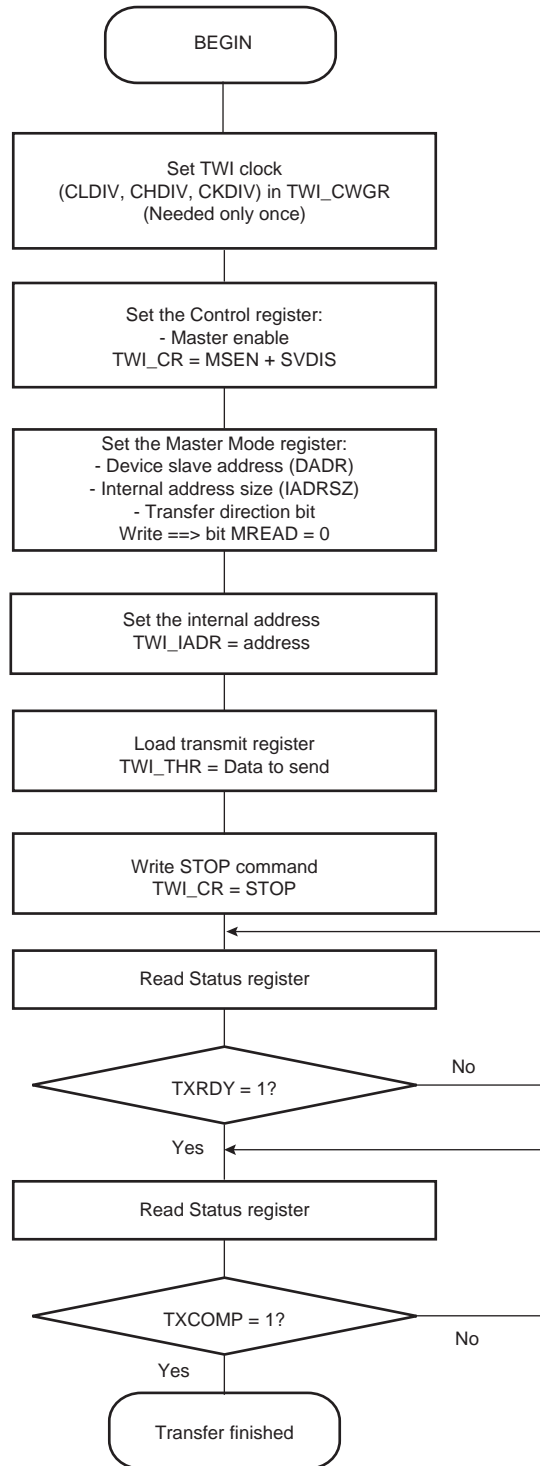 BEGIN
Set TWI clock
(CLDIV, CHDIV, CKDIV) in TWI_CWGR
(Needed only once)
Set the Control register:
- Master enable
TWI_CR = MSEN + SVDIS
Set the Master Mode register:
- Device slave address (DADR)
- Internal address size (IADRSZ)
- Transfer direction bit
Write ==> bit MREAD = 0
Set the internal address
TWI_IADR = address
Load transmit register
TWI_THR = Data to send
Write STOP command
TWI_CR = STOP
Read Status register
TXRDY = 1?
No
Yes
Read Status register
TXCOMP = 1?
No
Yes
Transfer finished